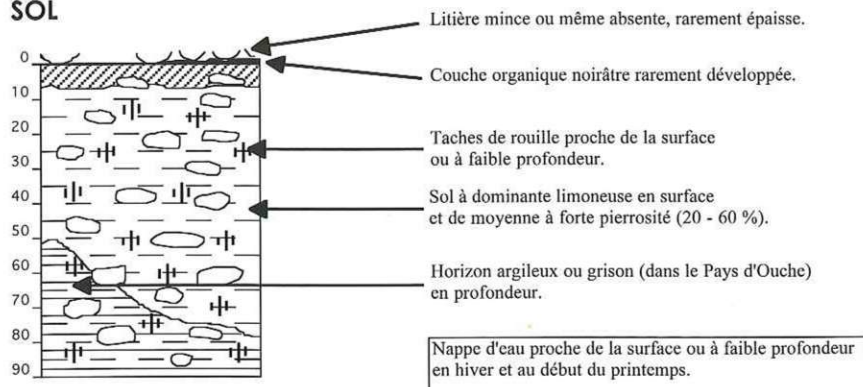 SOL
Litière mince ou même absente, rarement épaisse.
Couche organique noirâtre rarement développée.
Taches de rouille proche de la surface
ou à faible profondeur.
Sol à dominante limoneuse en surface
et de moyenne à forte pierrosité (20 - 60 %).
Horizon argileux ou grison (dans le Pays d'Ouche)
en profondeur.
Nappe d'eau proche de la surface ou à faible profondeur
en hiver et au début du printemps.
0
10
20
30
40
50
60
70
80
90